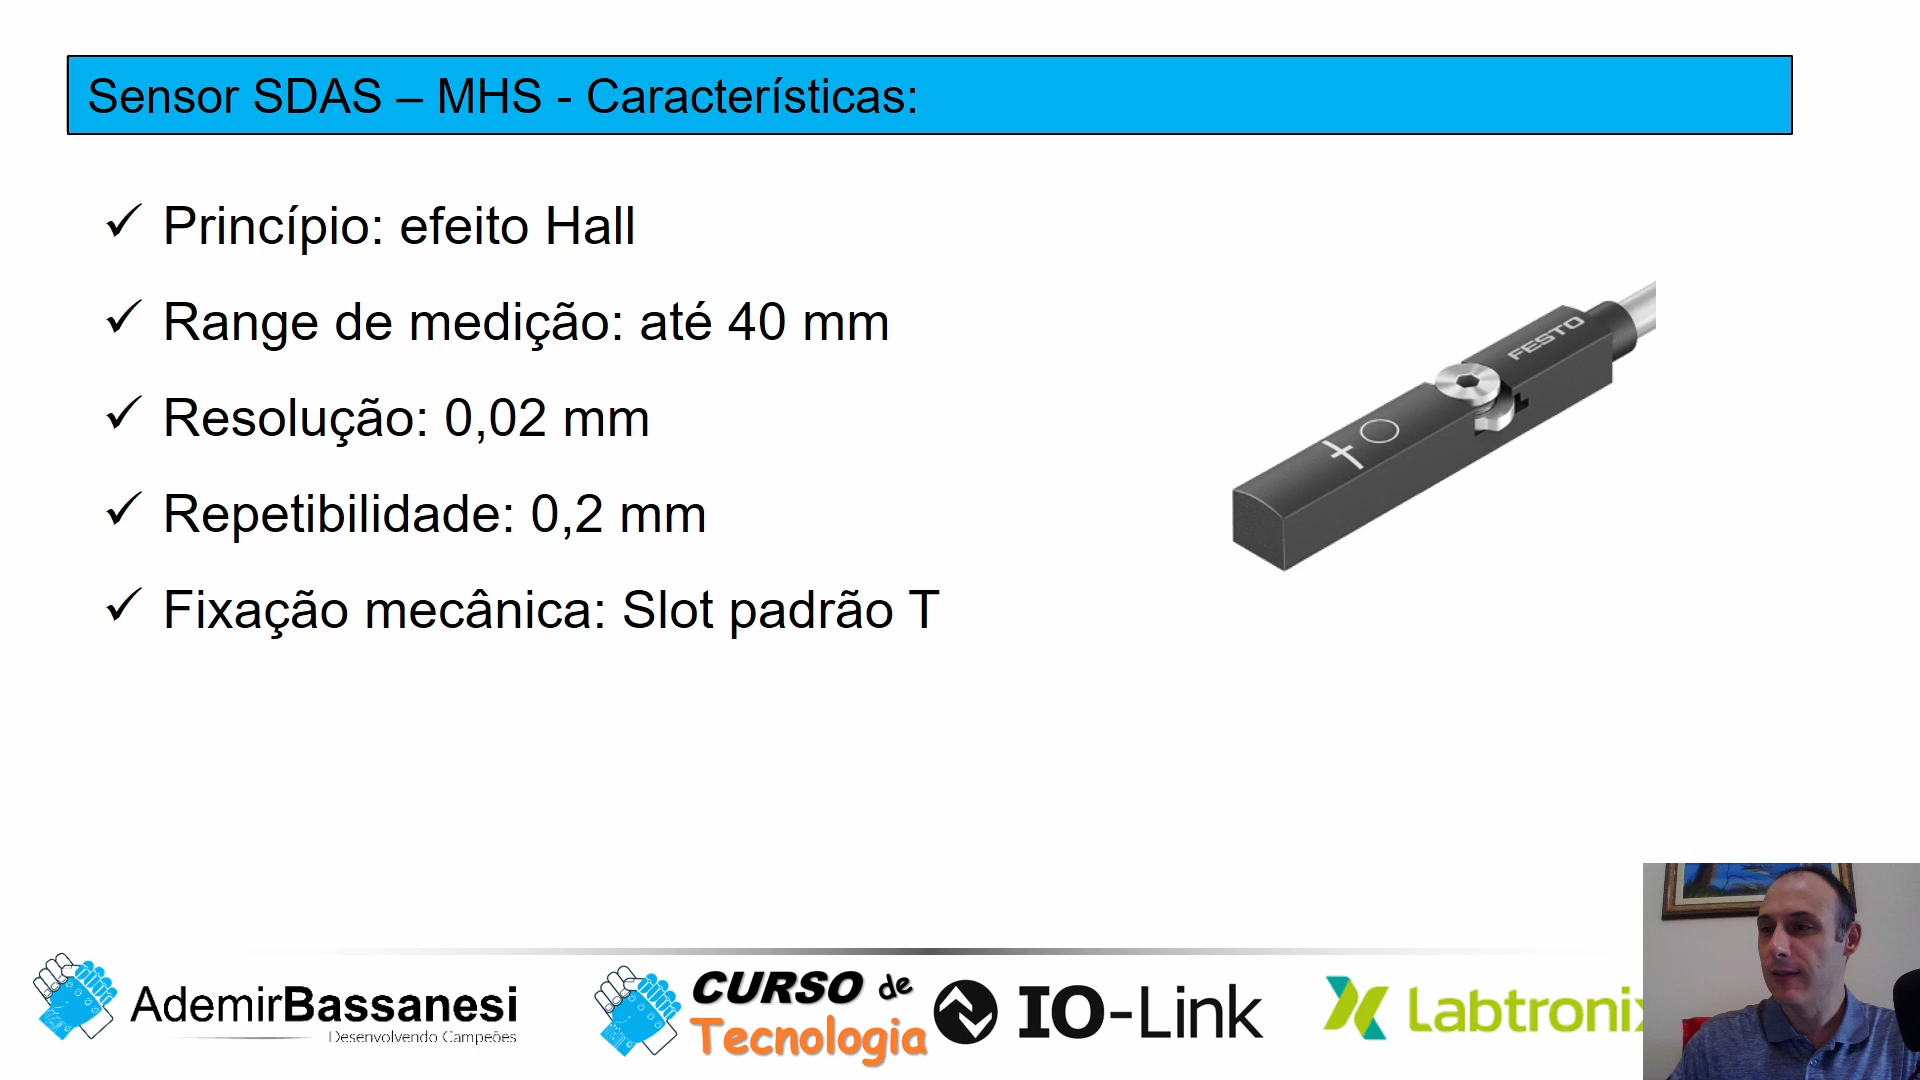 Sensor SDAS – MHS - Características:
✓ Princípio: efeito Hall
✓ Range de medição: até 40 mm
✓ Resolução: 0,02 mm
✓ Repetibilidade: 0,2 mm
✓ Fixação mecânica: Slot padrão T
FESTO
AdemirBassanesi
Desenvolvendo Campeões
CURSO de
Tecnologia
IO-Link
Labtronix